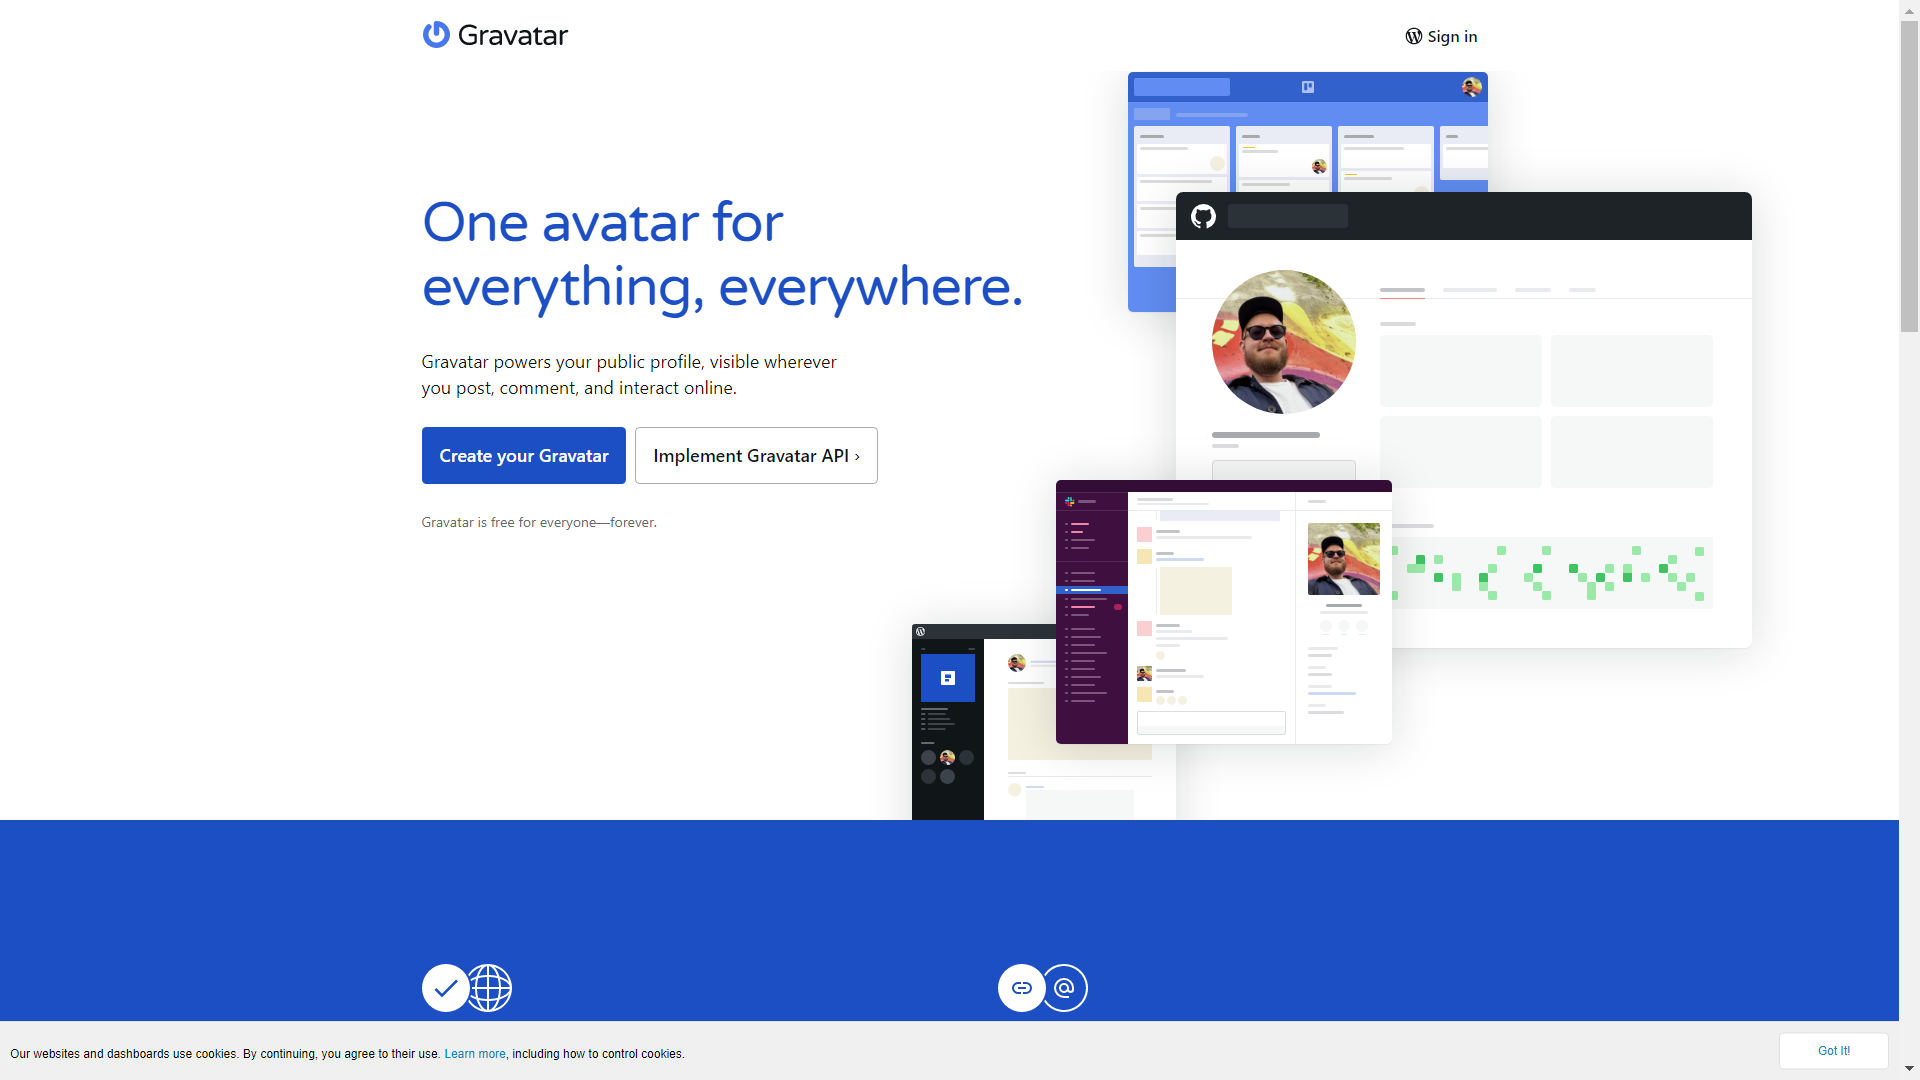 Gravatar
Sign in
One avatar for
everything, everywhere.
Gravatar powers your public profile, visible wherever
you post, comment, and interact online.
Create your Gravatar
Implement Gravatar API ›
Gravatar is free for everyone—forever.
Our websites and dashboards use cookies. By continuing, you agree to their use. Learn more, including how to control cookies.
Got It!